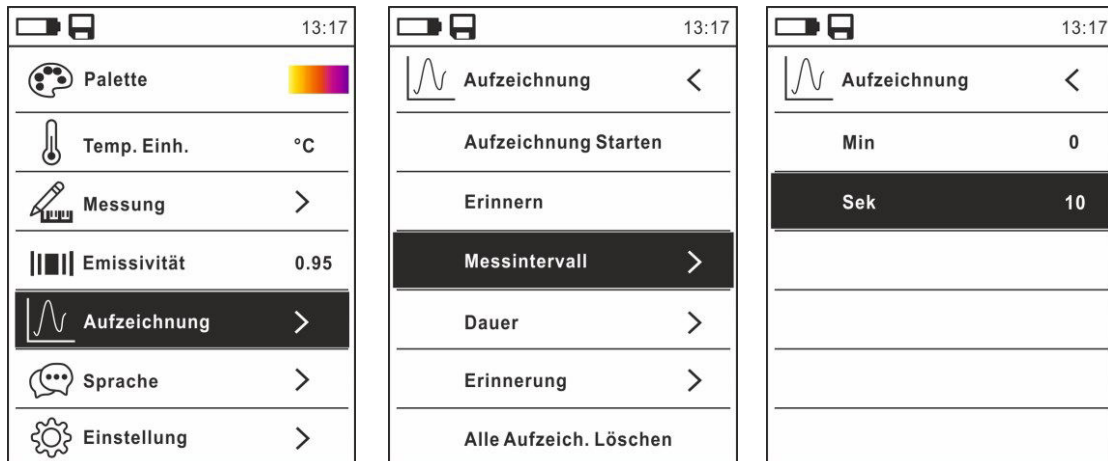 13:17
Palette
Temp. Einh. °C
Messung >
Emissivität 0.95
Aufzeichnung >
Sprache >
Einstellung >
13:17
Aufzeichnung <
Aufzeichnung Starten
Erinnern
Messintervall >
Dauer >
Erinnerung >
Alle Aufzeich. Löschen
13:17
Aufzeichnung <
Min 0
Sek 10